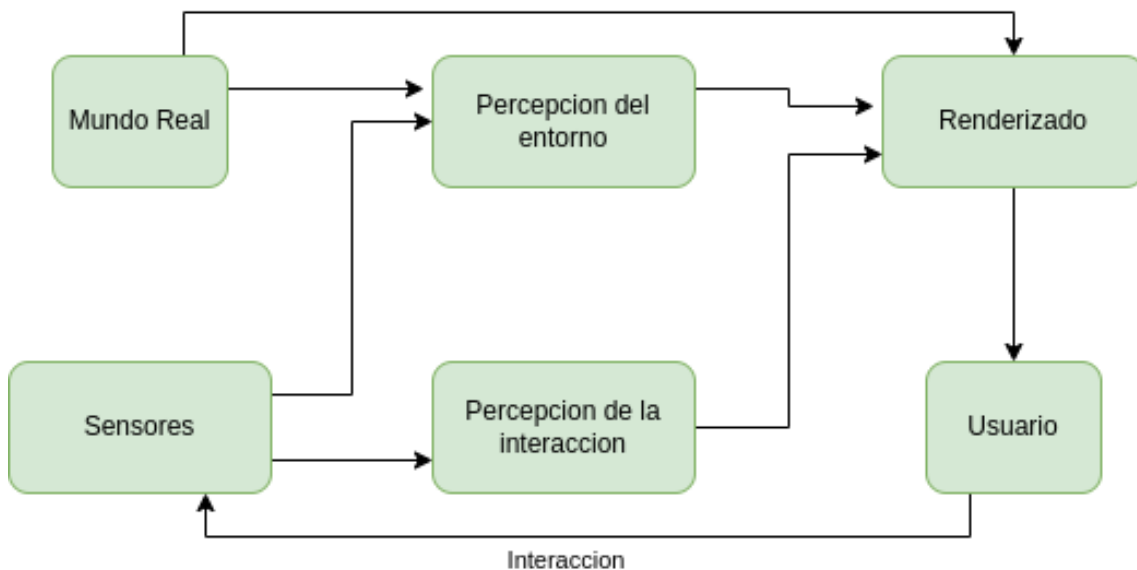 Mundo Real
Percepcion del
entorno
Renderizado
Sensores
Percepcion de la
interaccion
Usuario
Interaccion